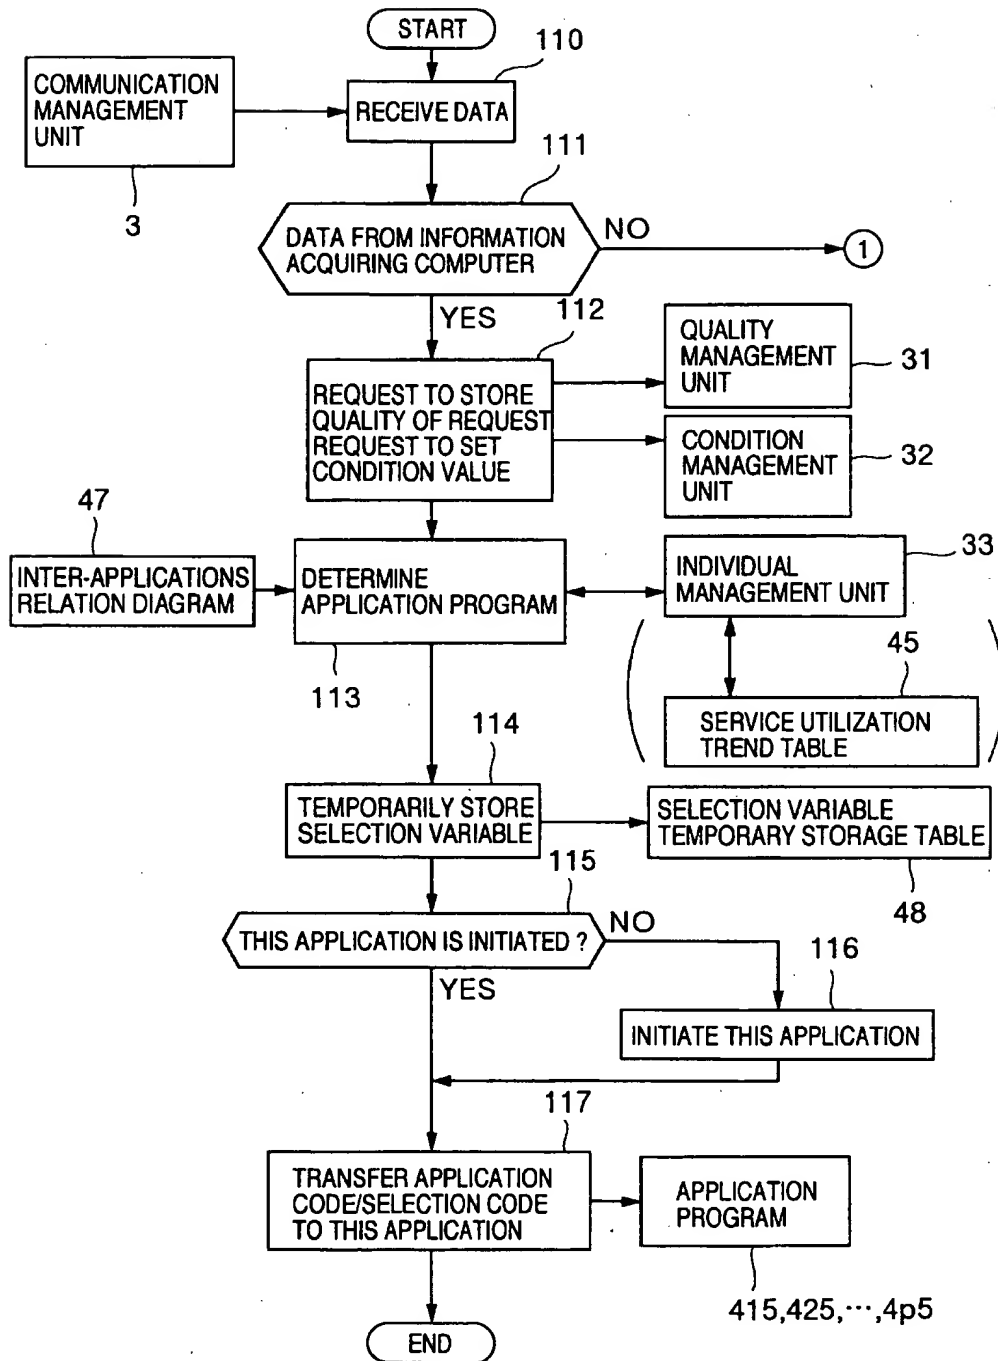 START
110
COMMUNICATION
MANAGEMENT
UNIT
RECEIVE DATA
3
111
DATA FROM INFORMATION
ACQUIRING COMPUTER
NO
1
YES
112
REQUEST TO STORE
QUALITY OF REQUEST
REQUEST TO SET
CONDITION VALUE
QUALITY
MANAGEMENT
UNIT
31
CONDITION
MANAGEMENT
UNIT
32
47
INTER-APPLICATIONS
RELATION DIAGRAM
DETERMINE
APPLICATION PROGRAM
113
33
INDIVIDUAL
MANAGEMENT UNIT
45
SERVICE UTILIZATION
TREND TABLE
114
TEMPORARILY STORE
SELECTION VARIABLE
SELECTION VARIABLE
TEMPORARY STORAGE TABLE
48
115
THIS APPLICATION IS INITIATED ?
NO
YES
116
INITIATE THIS APPLICATION
117
TRANSFER APPLICATION
CODE/SELECTION CODE
TO THIS APPLICATION
APPLICATION
PROGRAM
415,425,···,4p5
END